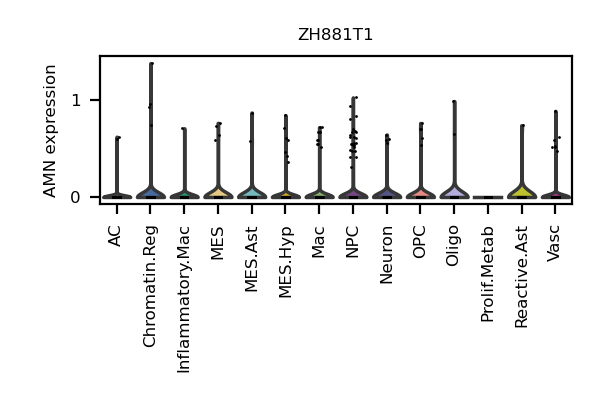 ZH881T1
AMN expression
1
0
AC
Chromatin.Reg
Inflammatory.Mac
MES
MES.Ast
MES.Hyp
Mac
NPC
Neuron
OPC
Oligo
Prolif.Metab
Reactive.Ast
Vasc